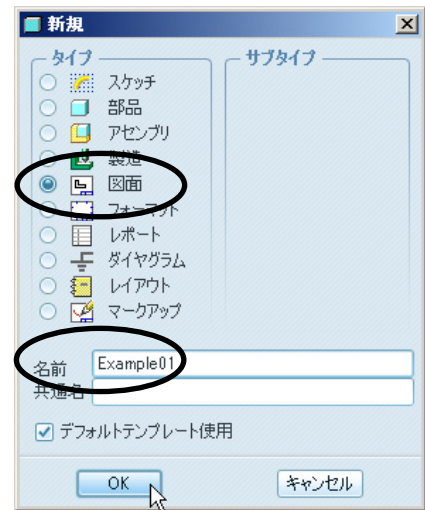 新規
タイプ
サブタイプ
スケッチ
部品
アセンブリ
製造
図面
フォーマット
レポート
ダイヤグラム
レイアウト
マークアップ
名前 Example01
共通名
デフォルトテンプレート使用
OK キャンセル